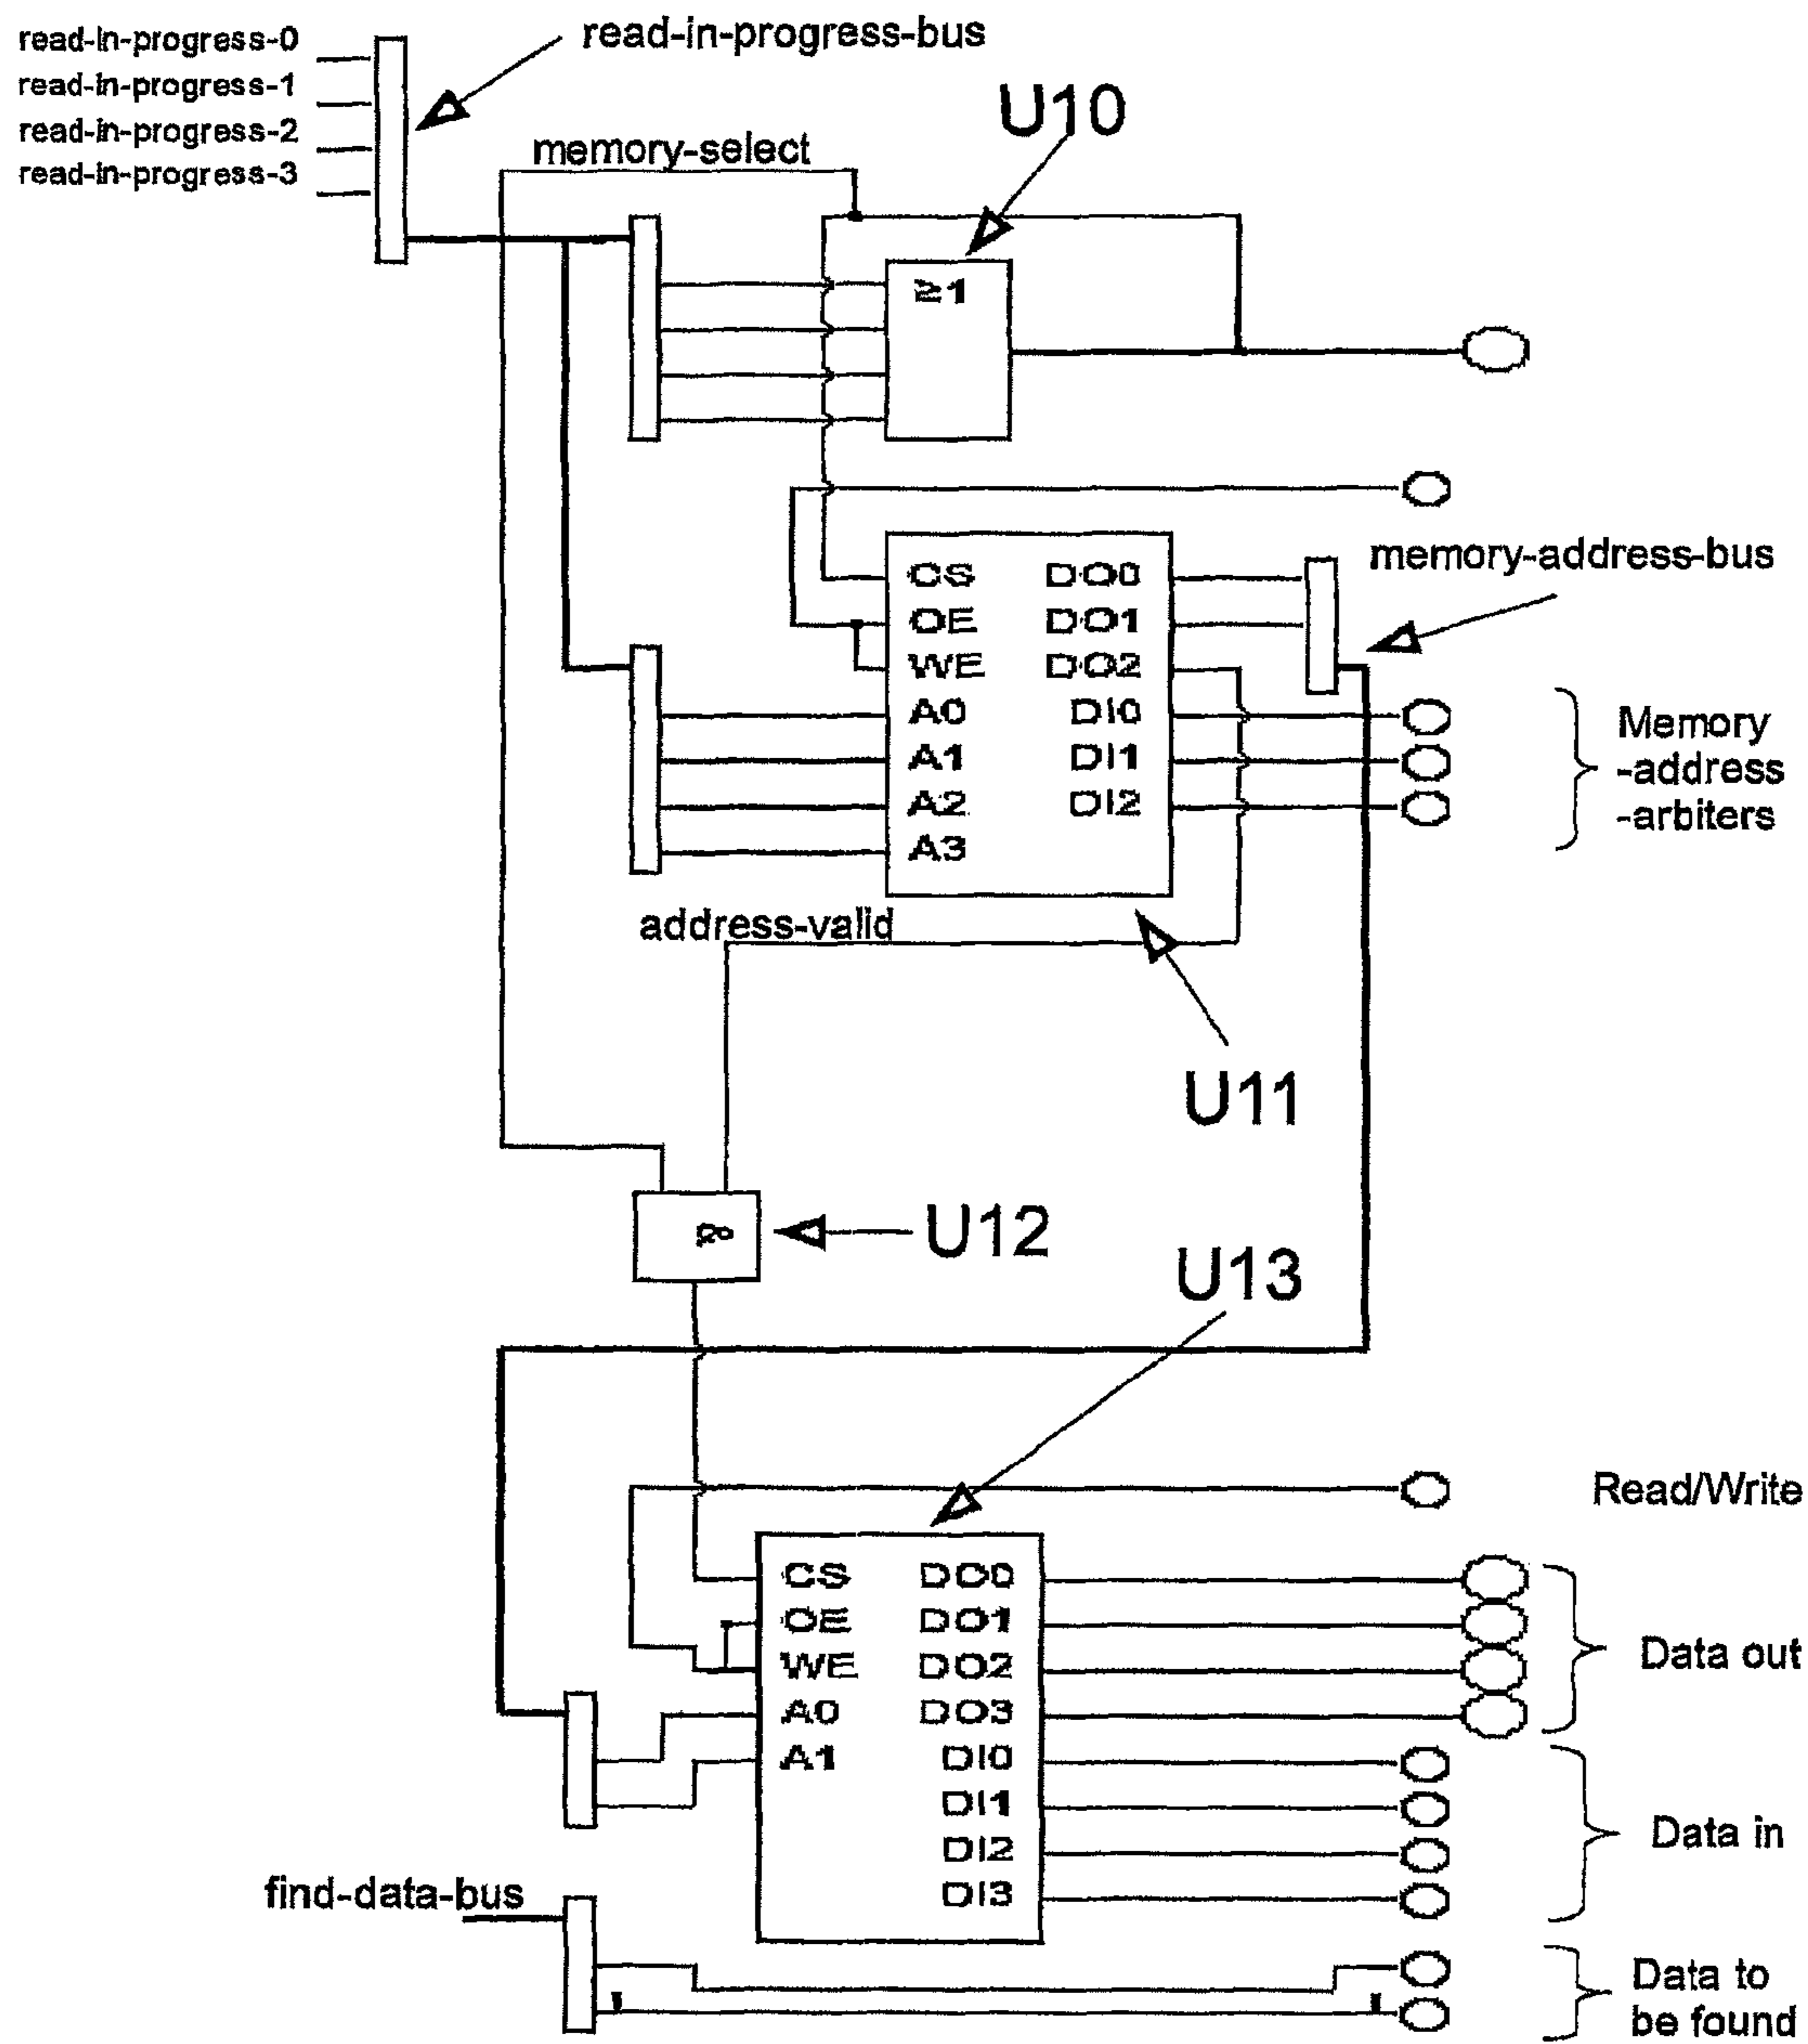 read-in-progress-0
read-in-progress-1
read-in-progress-2
read-in-progress-3
read-in-progress-bus
memory-select
U10
≥1
memory-address-bus
CS DO0
OE DO1
WE DO2
A0 DI0
A1 DI1
A2 DI2
A3
Memory
-address
-arbiters
address-valid
U11
&
U12
U13
Read/Write
CS DO0
OE DO1
WE DO2
A0 DO3
A1 DI0
DI1
DI2
DI3
Data out
Data in
find-data-bus
Data to
be found